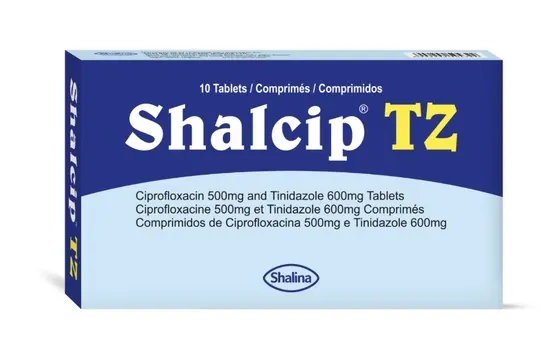 10 Tablets / Comprimés / Comprimidos
Shalcip® TZ
Ciprofloxacin 500mg and Tinidazole 600mg Tablets
Ciprofloxacine 500mg et Tinidazole 600mg Comprimés
Comprimidos de Ciprofloxacina 500mg e Tinidazole 600mg
Shalina
Shalcip TZ